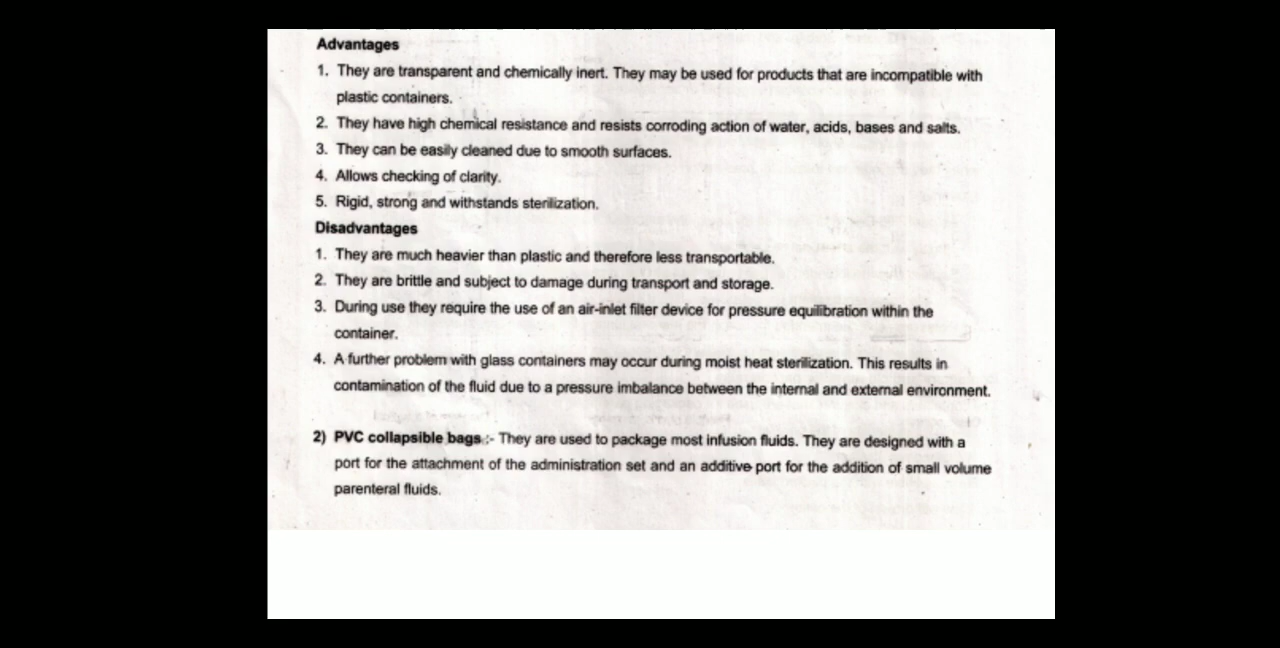 Advantages
1. They are transparent and chemically inert. They may be used for products that are incompatible with
plastic containers.
2. They have high chemical resistance and resists corroding action of water, acids, bases and salts.
3. They can be easily cleaned due to smooth surfaces.
4. Allows checking of clarity.
5. Rigid, strong and withstands sterilization.
Disadvantages
1. They are much heavier than plastic and therefore less transportable.
2. They are brittle and subject to damage during transport and storage.
3. During use they require the use of an air-inlet filter device for pressure equilibration within the
container.
4. A further problem with glass containers may occur during moist heat sterilization. This results in
contamination of the fluid due to a pressure imbalance between the internal and external environment.
2) PVC collapsible bags :- They are used to package most infusion fluids. They are designed with a
port for the attachment of the administration set and an additive port for the addition of small volume
parenteral fluids.